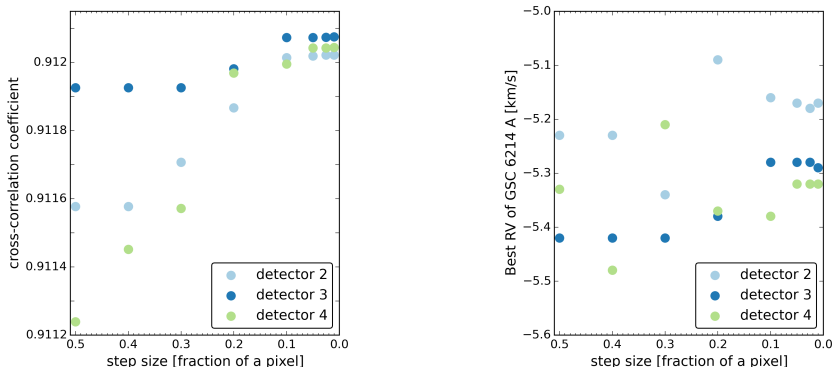 cross-correlation coefficient
0.912
0.9118
0.9116
0.9114
0.9112
0.5 0.4 0.3 0.2 0.1 0.0
step size [fraction of a pixel]
detector 2
detector 3
detector 4
Best RV of GSC 6214 A [km/s]
−5.0
−5.1
−5.2
−5.3
−5.4
−5.5
−5.6
0.5 0.4 0.3 0.2 0.1 0.0
step size [fraction of a pixel]
detector 2
detector 3
detector 4